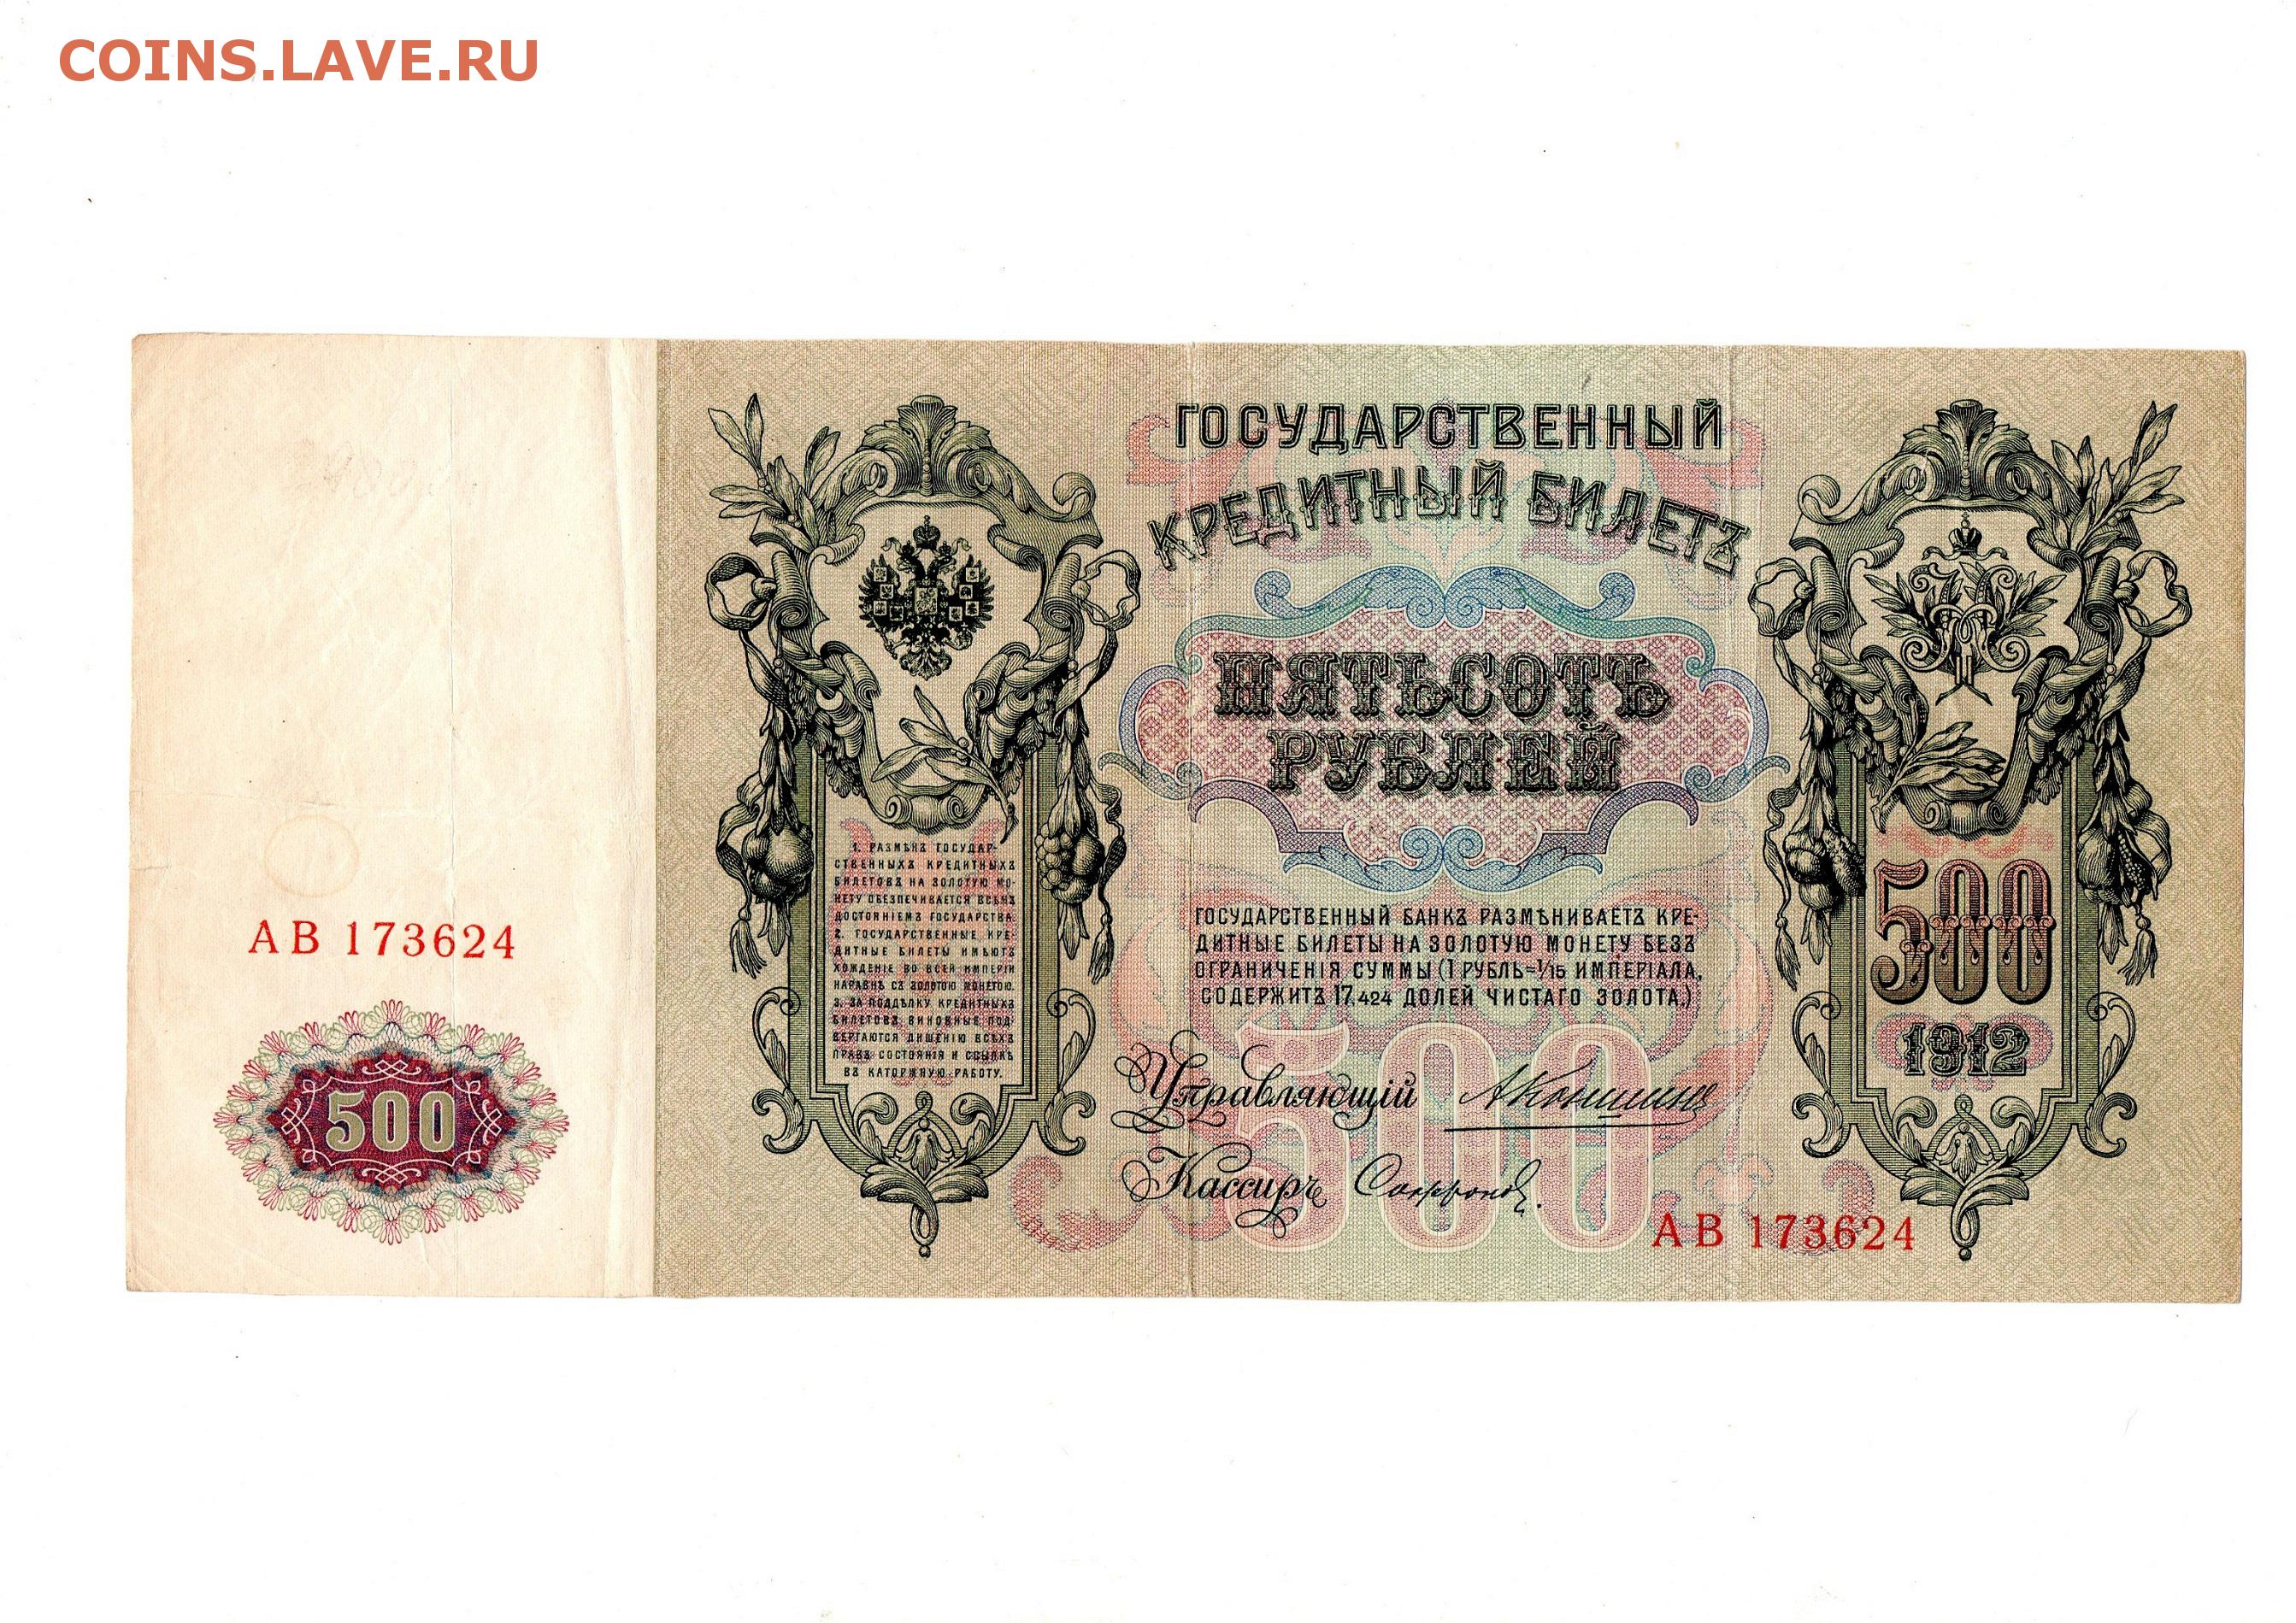 COINS.LAVE.RU
ГОСУДАРСТВЕННЫЙ
КРЕДИТНЫЙ БИЛЕТЪ
ПЯТЬСОТЪ
РУБЛЕЙ
1. РАЗМѢНЪ ГОСУДАР-
СТВЕННЫХЪ КРЕДИТНЫХЪ
БИЛЕТОВЪ НА ЗОЛОТУЮ МО-
НЕТУ ОБЕЗПЕЧИВАЕТСЯ ВСѢМЪ
ДОСТОЯНІЕМЪ ГОСУДАРСТВА.
2. ГОСУДАРСТВЕННЫЕ КРЕ-
ДИТНЫЕ БИЛЕТЫ ИМѢЮТЪ
ХОЖДЕНІЕ ВО ВСЕЙ ИМПЕРІИ
НАРАВНѢ СЪ ЗОЛОТОЮ МОНЕТОЮ.
3. ЗА ПОДДѢЛКУ КРЕДИТНЫХЪ
БИЛЕТОВЪ ВИНОВНЫЕ ПОД-
ВЕРГАЮТСЯ ЛИШЕНІЮ ВСѢХЪ
ПРАВЪ СОСТОЯНІЯ И ССЫЛКѢ
ВЪ КАТОРЖНУЮ РАБОТУ.
ГОСУДАРСТВЕННЫЙ БАНКЪ РАЗМѢНИВАЕТЪ КРЕ-
ДИТНЫЕ БИЛЕТЫ НА ЗОЛОТУЮ МОНЕТУ БЕЗЪ
ОГРАНИЧЕНІЯ СУММЫ (1 РУБЛЬ=1/15 ИМПЕРІАЛА,
СОДЕРЖИТЪ 17,424 ДОЛЕЙ ЧИСТАГО ЗОЛОТА.)
500
1912
АВ 173624
500
500
Управляющій АКоншинъ
Кассиръ Софроновъ.
АВ 173624